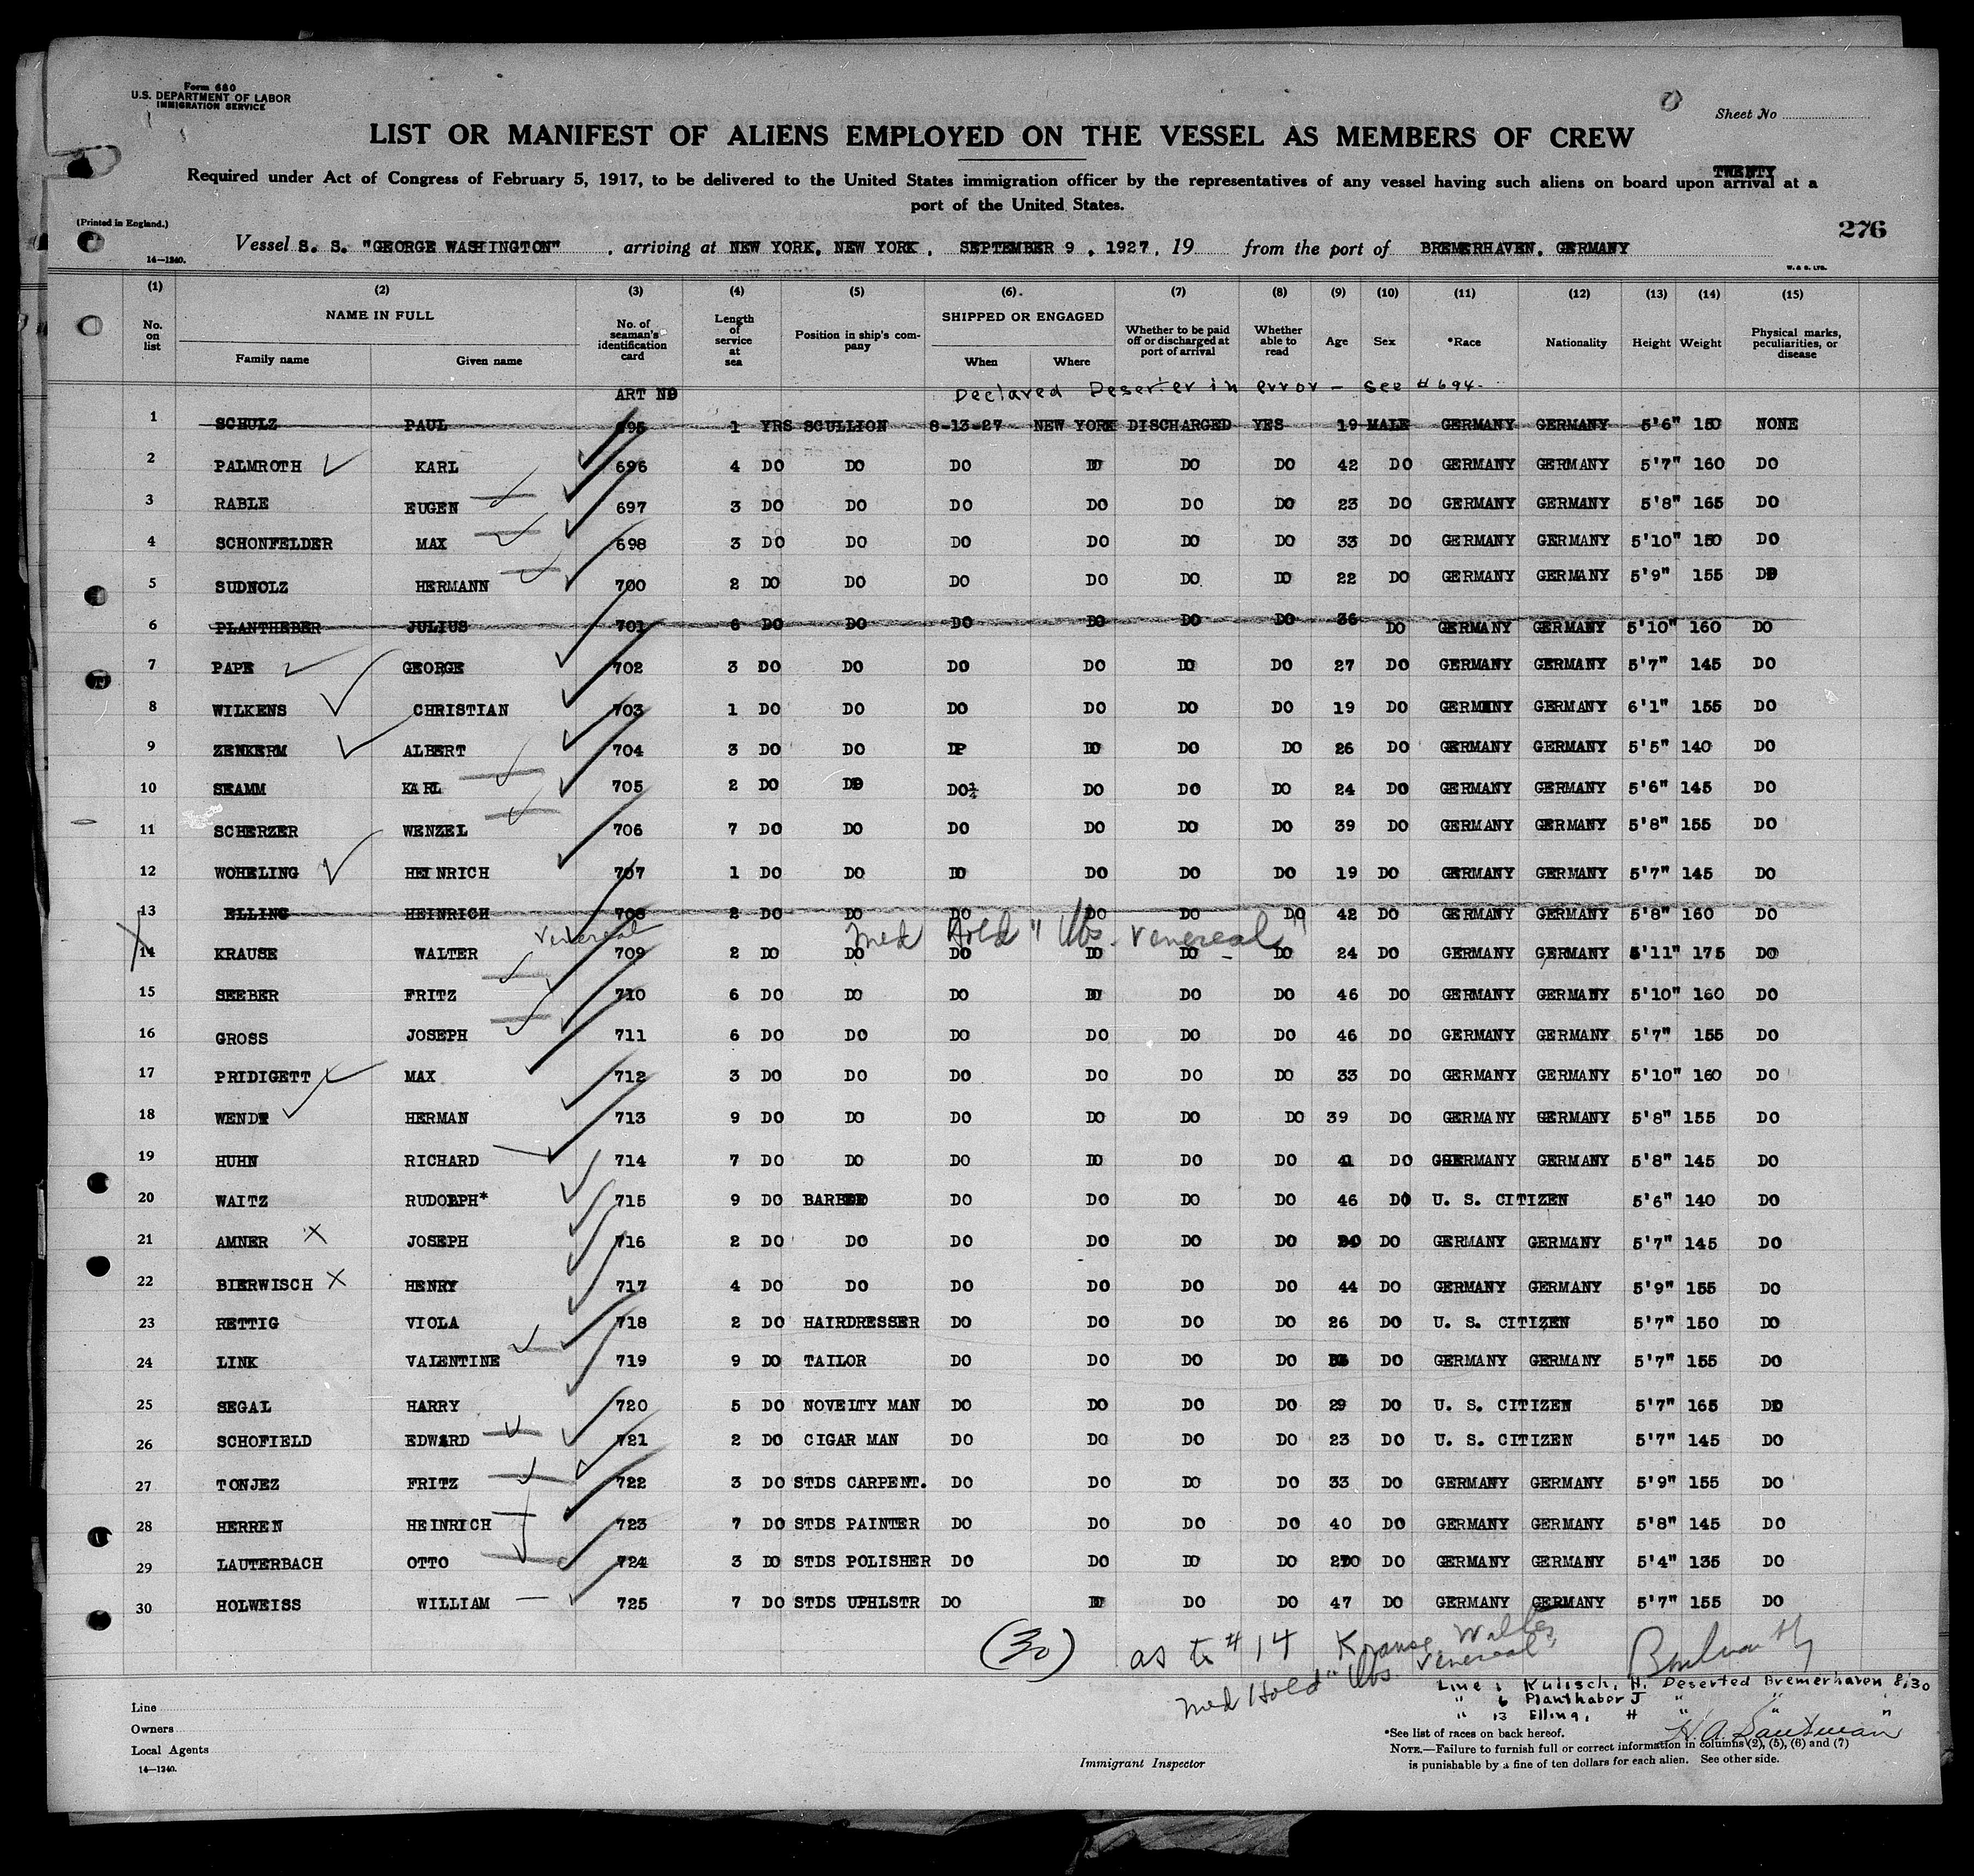 Form 680
U.S. DEPARTMENT OF LABOR
IMMIGRATION SERVICE
Sheet No
LIST OR MANIFEST OF ALIENS EMPLOYED ON THE VESSEL AS MEMBERS OF CREW
TWENTY
Required under Act of Congress of February 5, 1917, to be delivered to the United States immigration officer by the representatives of any vessel having such aliens on board upon arrival at a
port of the United States.
(Printed in England.)
276
Vessel S. S. "GEORGE WASHINGTON" , arriving at NEW YORK, NEW YORK, SEPTEMBER 9 , 1927, 19 from the port of BREMERHAVEN, GERMANY
14—1240.
W. & S. LTD.
(1) (2) (3) (4) (5) (6) (7) (8) (9) (10) (11) (12) (13) (14) (15)
No. on list NAME IN FULL Family name Given name No. of seaman's identification card Length of service at sea Position in ship's company SHIPPED OR ENGAGED When Where Whether to be paid off or discharged at port of arrival Whether able to read Age Sex *Race Nationality Height Weight Physical marks, peculiarities, or disease
ART NO Declared Deserter in error - see #694.
1 SCHULZ PAUL 695 1 YRS SCULLION 8-13-27 NEW YORK DISCHARGED YES 19 MALE GERMANY GERMANY 5'6" 150 NONE
2 PALMROTH KARL 696 4 DO DO DO DO DO DO 42 DO GERMANY GERMANY 5'7" 160 DO
3 RABLE EUGEN 697 3 DO DO DO DO DO DO 23 DO GERMANY GERMANY 5'8" 165 DO
4 SCHONFELDER MAX 698 3 DO DO DO DO DO DO 33 DO GERMANY GERMANY 5'10" 150 DO
5 SUDNOLZ HERMANN 700 2 DO DO DO DO DO DO 22 DO GERMANY GERMANY 5'9" 155 DO
6 PLANTHEBER JULIUS 701 6 DO DO DO DO DO DO 36 DO GERMANY GERMANY 5'10" 160 DO
7 PAPE GEORGE 702 3 DO DO DO DO DO DO 27 DO GERMANY GERMANY 5'7" 145 DO
8 WILKENS CHRISTIAN 703 1 DO DO DO DO DO DO 19 DO GERMANY GERMANY 6'1" 155 DO
9 ZENKERM ALBERT 704 3 DO DO DO DO DO 26 DO GERMANY GERMANY 5'5" 140 DO
10 SKAMM KARL 705 2 DO DO DO½ DO DO DO 24 DO GERMANY GERMANY 5'6" 145 DO
11 SCHERZER WENZEL 706 7 DO DO DO DO DO DO 39 DO GERMANY GERMANY 5'8" 155 DO
12 WOHELING HEINRICH 707 1 DO DO DO DO DO DO 19 DO GERMANY GERMANY 5'7" 145 DO
13 ELLING HEINRICH 708 2 DO DO DO DO DO DO 42 DO GERMANY GERMANY 5'8" 160 DO
venereal med Hold "Obs. venereal"
14 KRAUSE WALTER 709 2 DO DO DO DO DO DO 24 DO GERMANY GERMANY 5'11" 175 DO
15 SEEBER FRITZ 710 6 DO DO DO DO DO DO 46 DO GERMANY GERMANY 5'10" 160 DO
16 GROSS JOSEPH 711 6 DO DO DO DO DO DO 46 DO GERMANY GERMANY 5'7" 155 DO
17 PRIDIGETT MAX 712 3 DO DO DO DO DO DO 33 DO GERMANY GERMANY 5'10" 160 DO
18 WENDT HERMAN 713 9 DO DO DO DO DO DO 39 DO GERMANY GERMANY 5'8" 155 DO
19 HUHN RICHARD 714 7 DO DO DO DO DO DO 41 DO GERMANY GERMANY 5'8" 145 DO
20 WAITZ RUDOLPH* 715 9 DO BARBER DO DO DO DO 46 DO U. S. CITIZEN 5'6" 140 DO
21 AMNER X JOSEPH 716 2 DO DO DO DO DO DO DO GERMANY GERMANY 5'7" 145 DO
22 BIERWISCH X HENRY 717 4 DO DO DO DO DO DO 44 DO GERMANY GERMANY 5'9" 155 DO
23 RETTIG VIOLA 718 2 DO HAIRDRESSER DO DO DO DO 26 DO U. S. CITIZEN 5'7" 150 DO
24 LINK VALENTINE 719 9 DO TAILOR DO DO DO DO DO GERMANY GERMANY 5'7" 155 DO
25 SEGAL HARRY 720 5 DO NOVELTY MAN DO DO DO DO 29 DO U. S. CITIZEN 5'7" 165 DO
26 SCHOFIELD EDWARD 721 2 DO CIGAR MAN DO DO DO DO 23 DO U. S. CITIZEN 5'7" 145 DO
27 TONJEZ FRITZ 722 3 DO STDS CARPENT. DO DO DO DO 33 DO GERMANY GERMANY 5'9" 155 DO
28 HERREN HEINRICH 723 7 DO STDS PAINTER DO DO DO DO 40 DO GERMANY GERMANY 5'8" 145 DO
29 LAUTERBACH OTTO 724 3 DO STDS POLISHER DO DO DO DO DO GERMANY GERMANY 5'4" 135 DO
30 HOLWEISS WILLIAM 725 7 DO STDS UPHLSTR DO DO DO DO 47 DO GERMANY GERMANY 5'7" 155 DO
(30) as to #14 Krause Walter,
med Hold "Obs venereal"
Line 1 Kulisch, H. Deserted Bremerhaven 8/30
" 6 Planthaber J " " "
" 13 Elling, H " " "
Line
Owners
Local Agents
14—1240.
Immigrant Inspector
*See list of races on back hereof.
NOTE.—Failure to furnish full or correct information in columns (2), (5), (6) and (7)
is punishable by a fine of ten dollars for each alien. See other side.